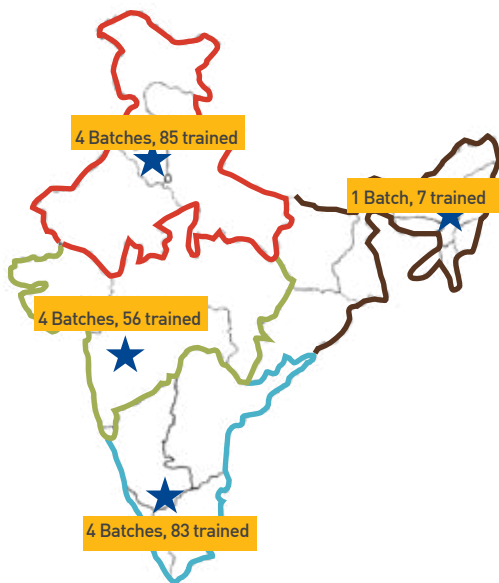 4 Batches, 85 trained
1 Batch, 7 trained
4 Batches, 56 trained
4 Batches, 83 trained